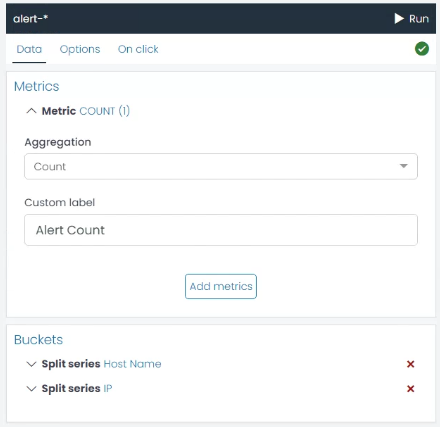 alert-*
Run
Data Options On click
Metrics
Metric COUNT (1)
Aggregation
Count
Custom label
Alert Count
Add metrics
Buckets
Split series Host Name
Split series IP